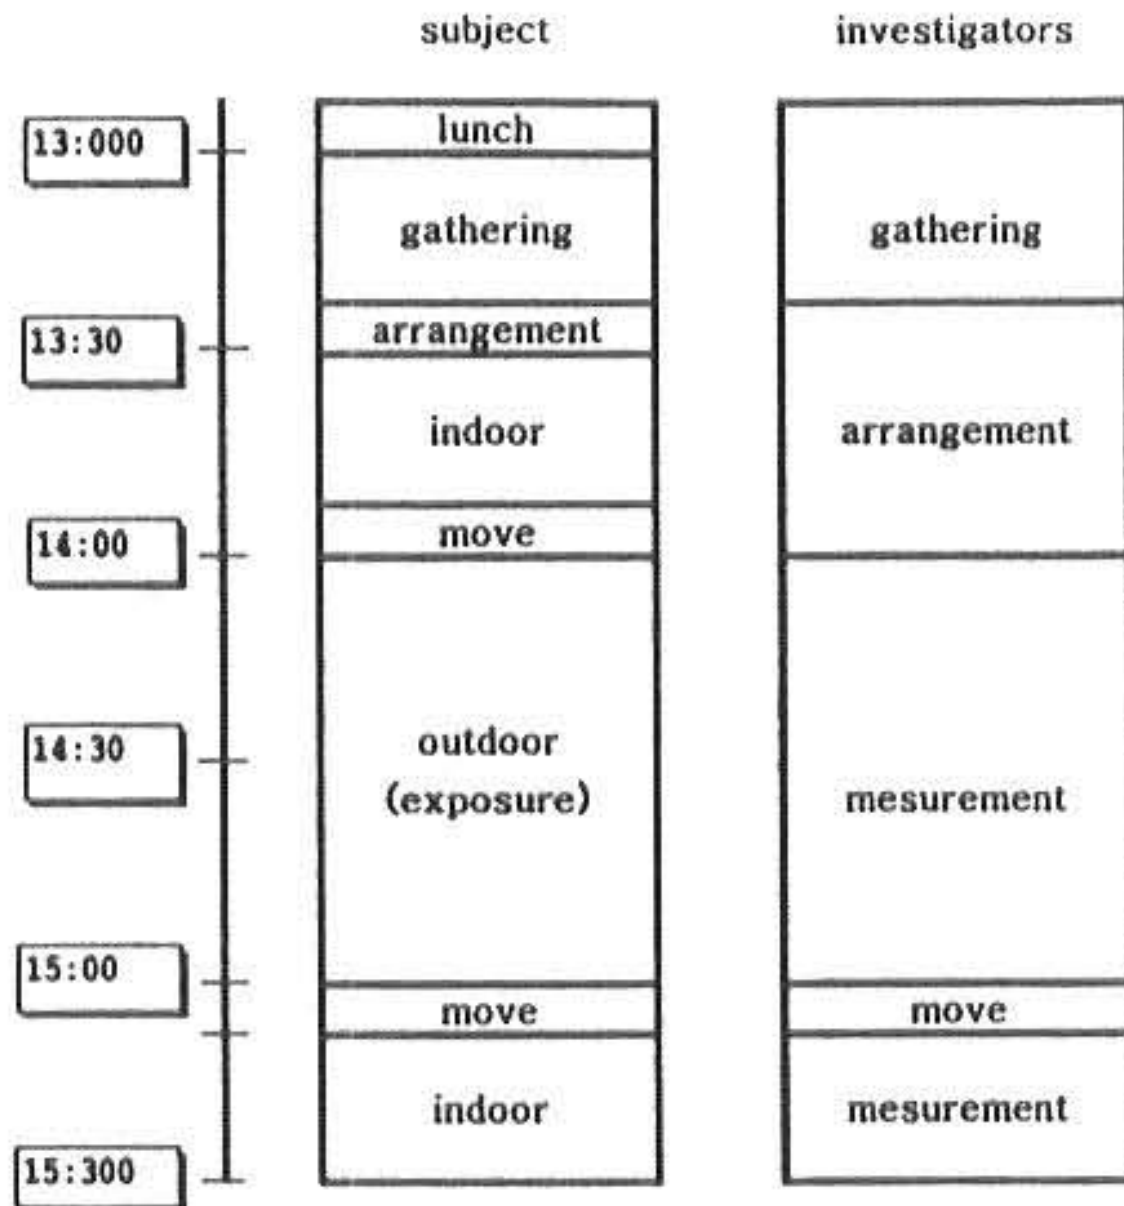 subject investigators
13:000 lunch
gathering gathering
13:30 arrangement
indoor arrangement
14:00 move
14:30 outdoor
(exposure) mesurement
15:00 move move
indoor mesurement
15:300